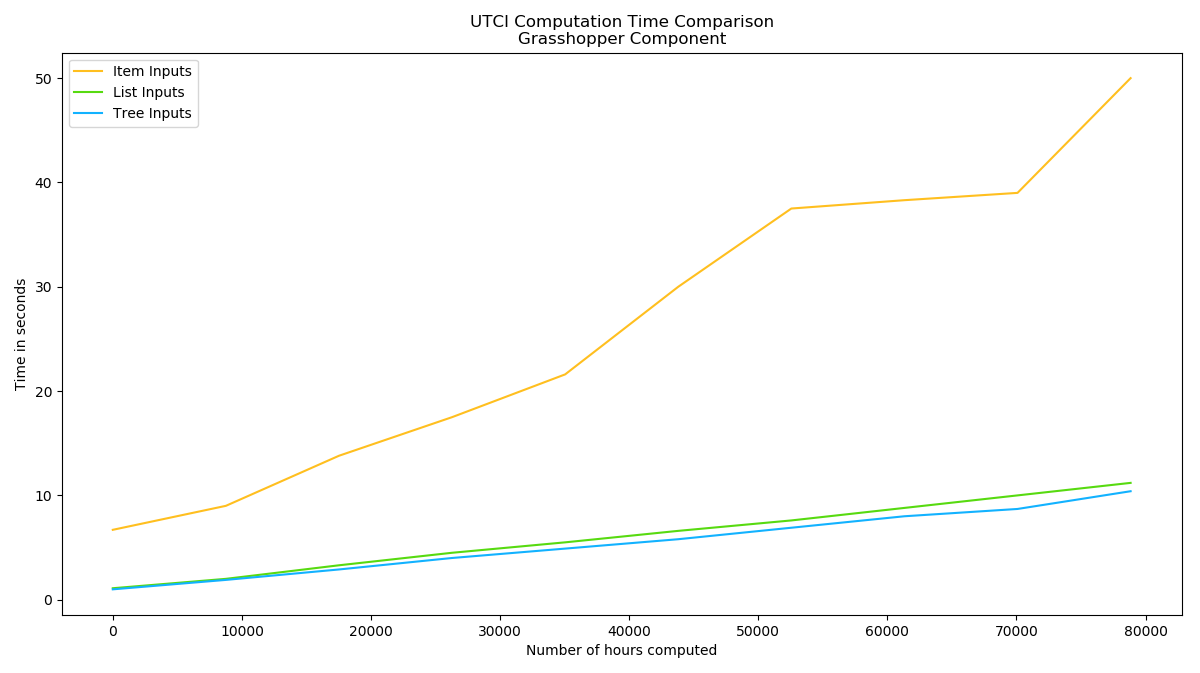 UTCI Computation Time Comparison
Grasshopper Component
Item Inputs
List Inputs
Tree Inputs
Time in seconds
50
40
30
20
10
0
0 10000 20000 30000 40000 50000 60000 70000 80000
Number of hours computed